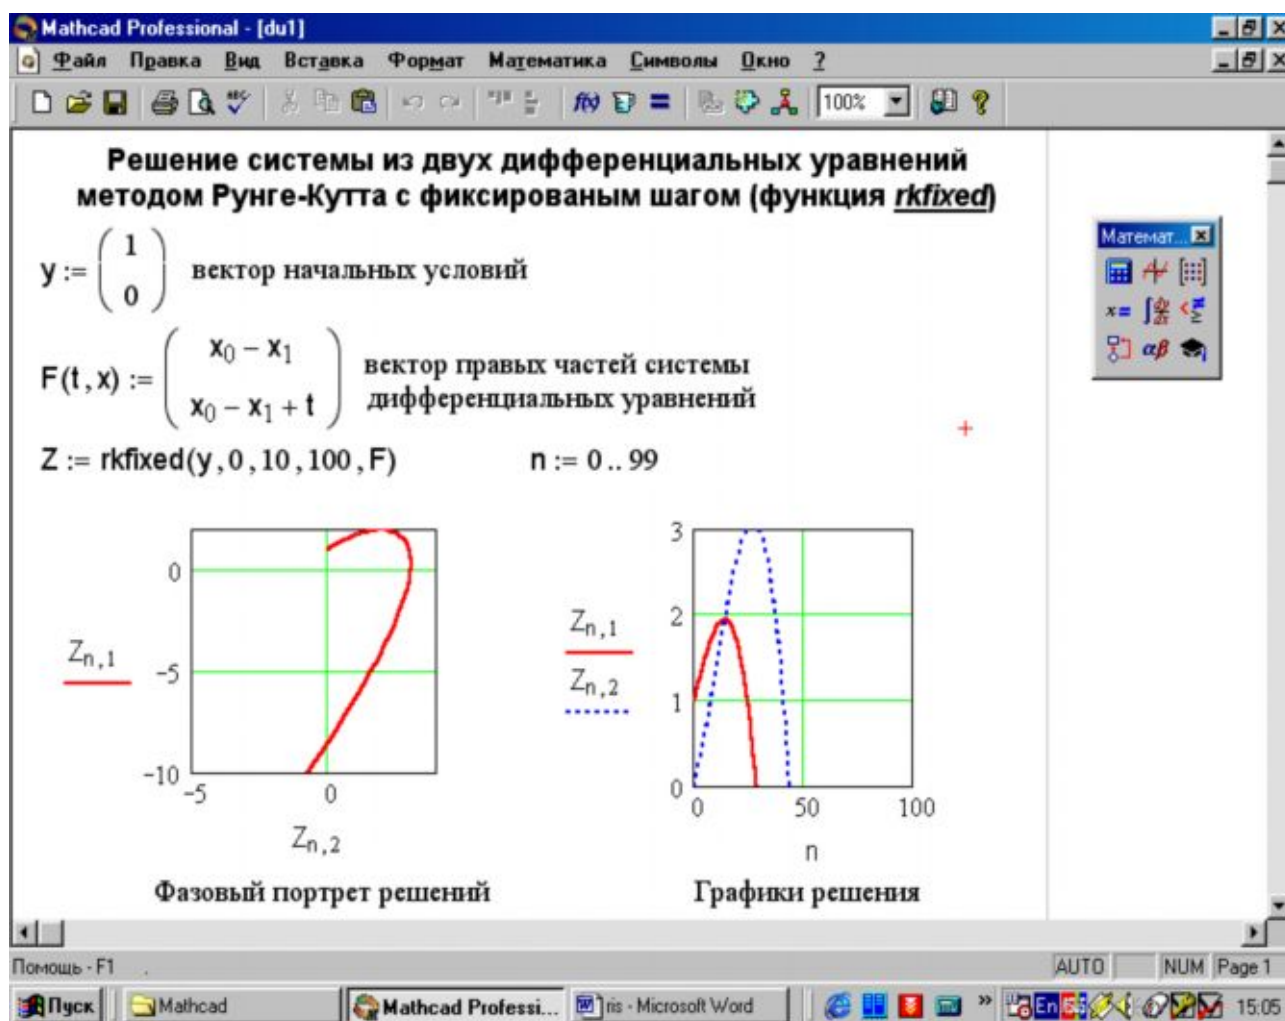 Mathcad Professional - [du1]
Файл Правка Вид Вставка Формат Математика Символы Окно ?
100%
Решение системы из двух дифференциальных уравнений
методом Рунге-Кутта с фиксированым шагом (функция rkfixed)
Математ...
y := ( 1 0 ) вектор начальных условий
F(t,x) := ( x0 − x1 x0 − x1 + t ) вектор правых частей системы
дифференциальных уравнений
Z := rkfixed(y,0,10,100,F) n := 0..99
0
−5
−10
−5 0
Zn,1
Zn,2
Фазовый портрет решений
3
2
1
0
0 50 100
Zn,1
Zn,2
n
Графики решения
Помощь - F1
AUTO NUM Page 1
Пуск Mathcad Mathcad Professi... ris - Microsoft Word » En 15:05